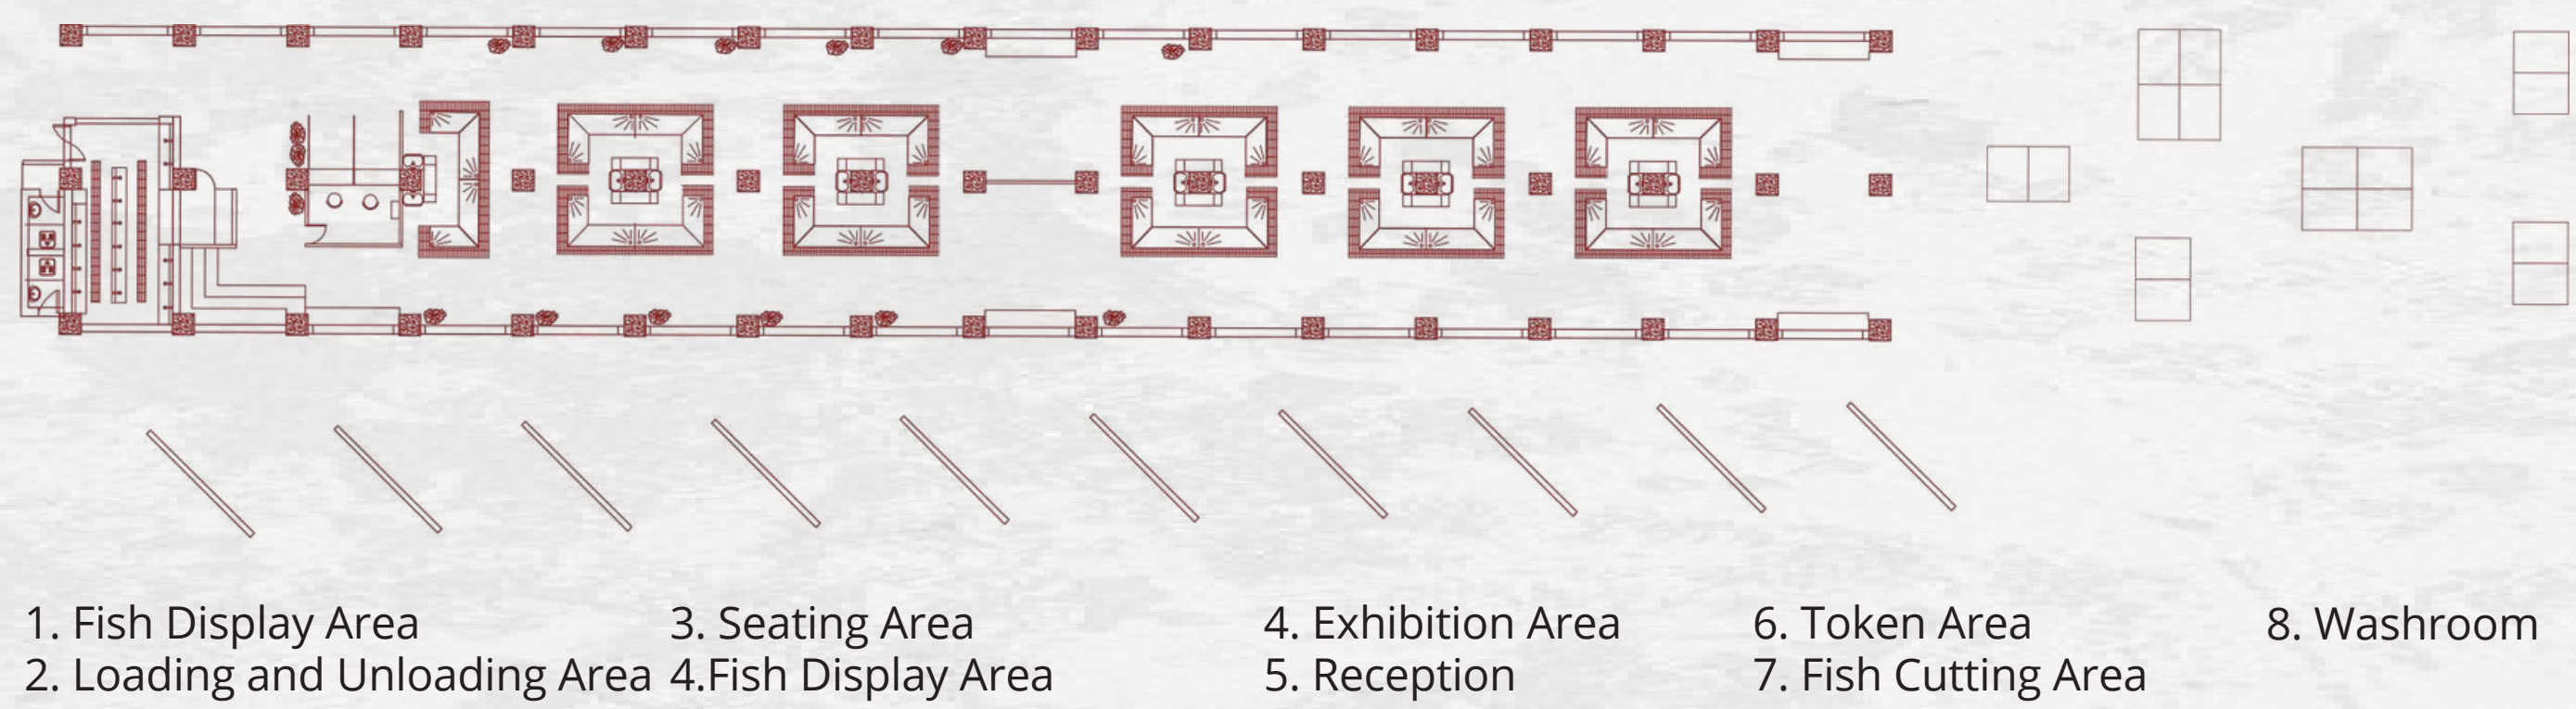 1. Fish Display Area
2. Loading and Unloading Area
3. Seating Area
4.Fish Display Area
4. Exhibition Area
5. Reception
6. Token Area
7. Fish Cutting Area
8. Washroom